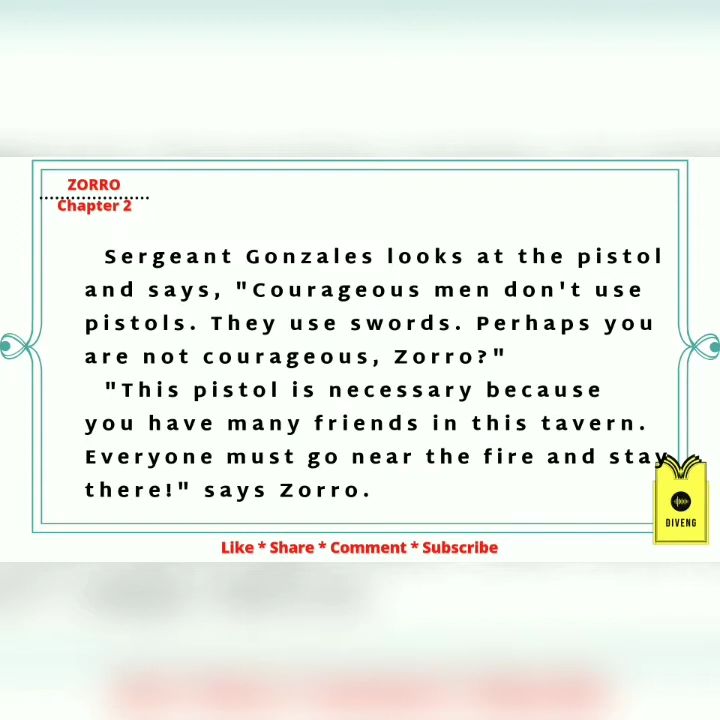 ZORRO
Chapter 2
Sergeant Gonzales looks at the pistol
and says, "Courageous men don't use
pistols. They use swords. Perhaps you
are not courageous, Zorro?"
"This pistol is necessary because
you have many friends in this tavern.
Everyone must go near the fire and stay
there!" says Zorro.
DIVENG
Like * Share * Comment * Subscribe